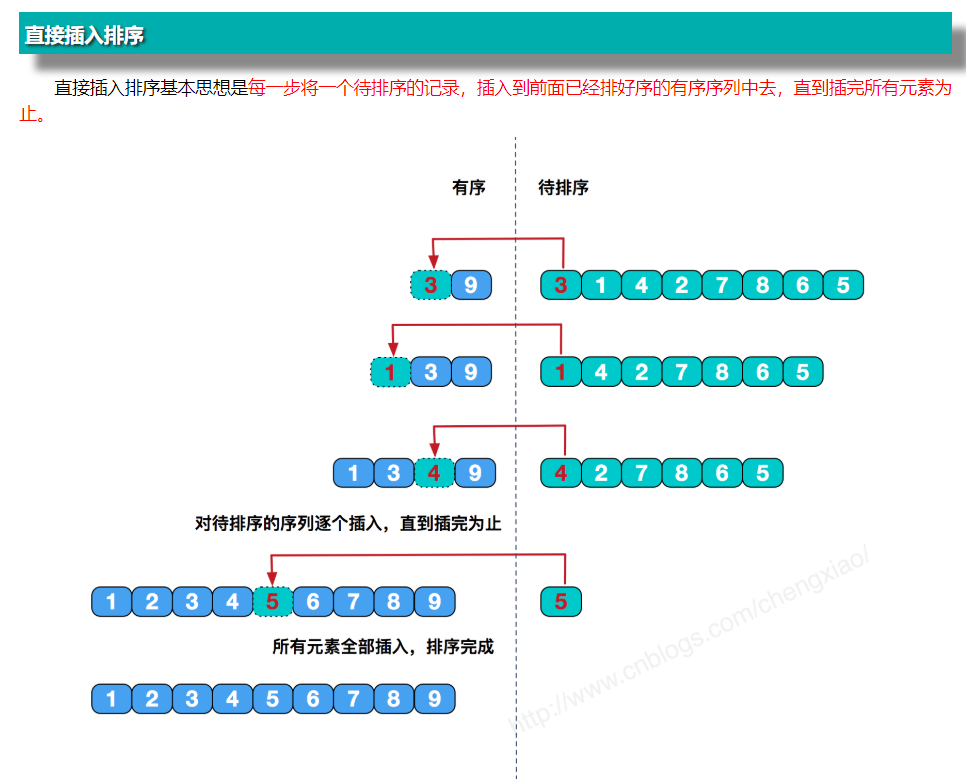 直接插入排序
直接插入排序基本思想是每一步将一个待排序的记录，插入到前面已经排好序的有序序列中去，直到插完所有元素为
止。
有序 待排序
3 9 3 1 4 2 7 8 6 5
1 3 9 1 4 2 7 8 6 5
1 3 4 9 4 2 7 8 6 5
对待排序的序列逐个插入，直到插完为止
1 2 3 4 5 6 7 8 9 5
所有元素全部插入，排序完成
1 2 3 4 5 6 7 8 9
http://www.cnblogs.com/chengxiao/